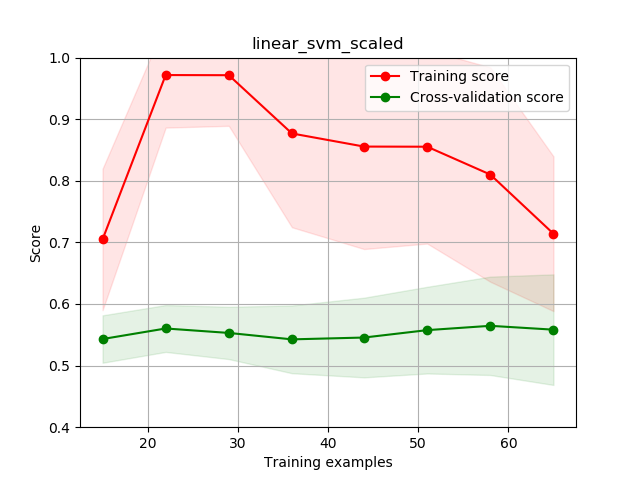 linear_svm_scaled
Training score
Cross-validation score
1.0
0.9
0.8
0.7
0.6
0.5
0.4
Score
20 30 40 50 60
Training examples